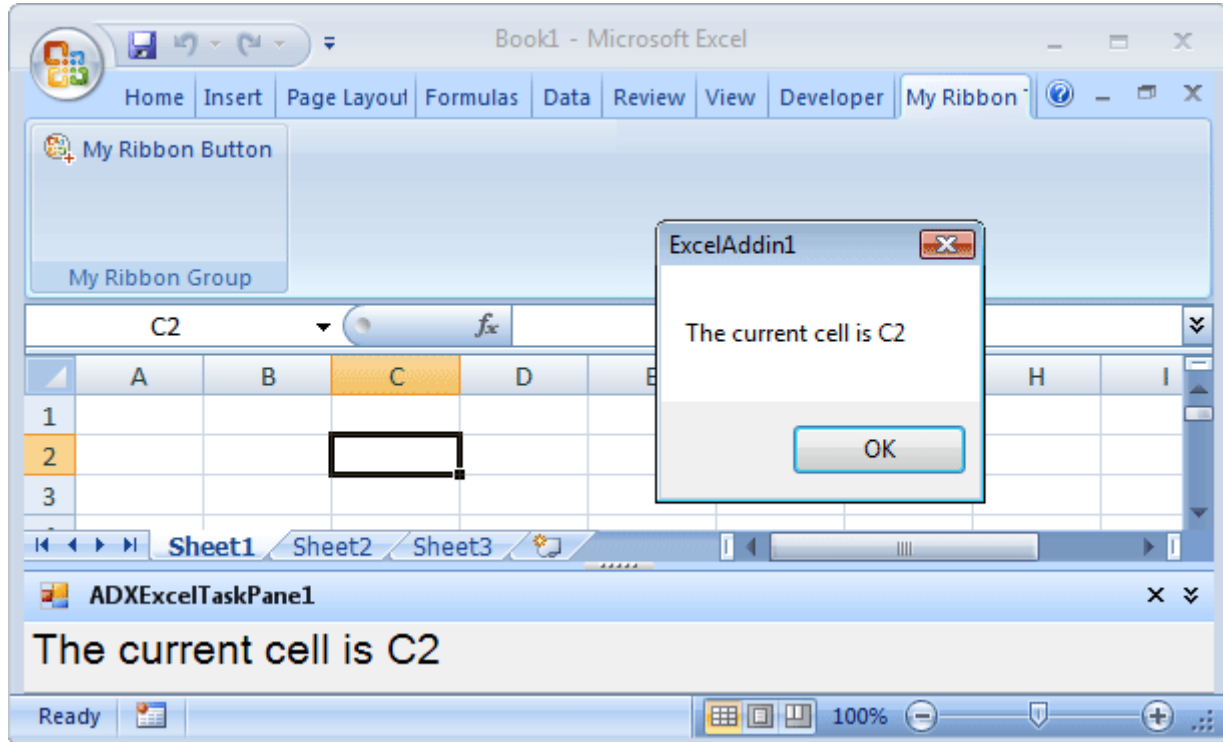 Book1 - Microsoft Excel
Home Insert Page Layout Formulas Data Review View Developer My Ribbon
My Ribbon Button
My Ribbon Group
ExcelAddin1
The current cell is C2
OK
C2 fx
A B C D E H I
1
2
3
Sheet1 Sheet2 Sheet3
ADXExcelTaskPane1
The current cell is C2
Ready 100%